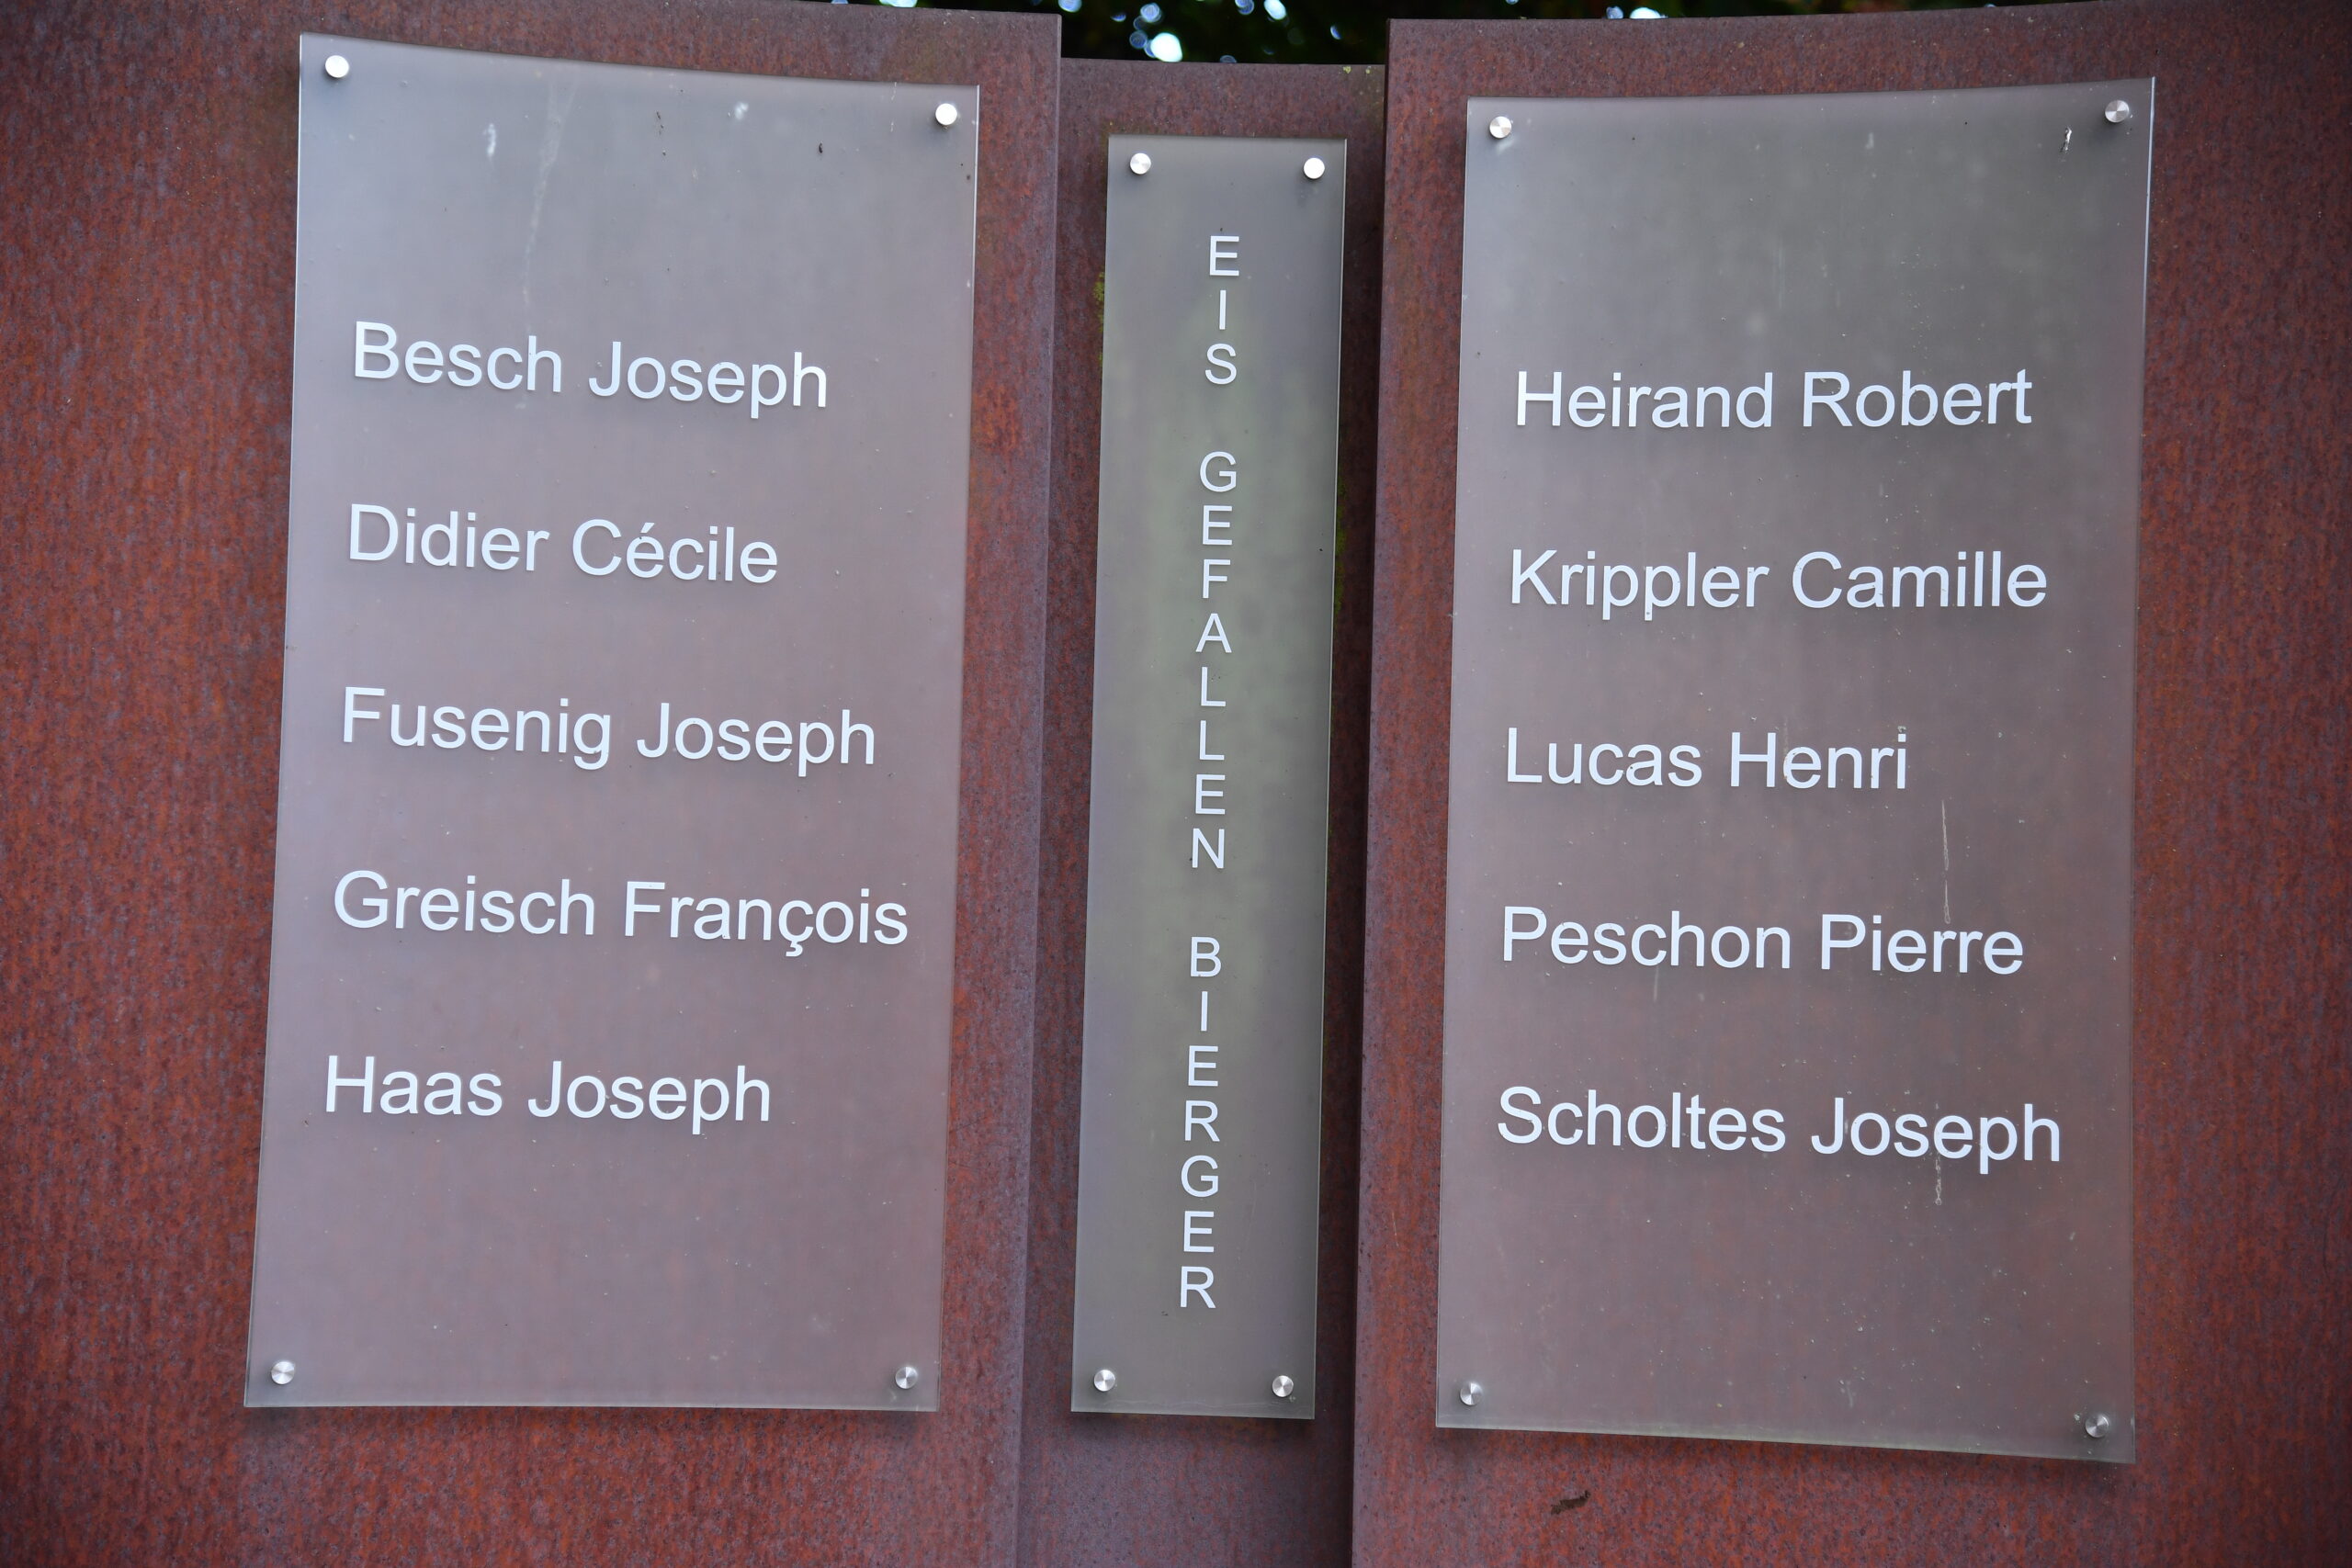 Besch Joseph
Didier Cécile
Fusenig Joseph
Greisch François
Haas Joseph
EIS GEFALLEN BIERGER
Heirand Robert
Krippler Camille
Lucas Henri
Peschon Pierre
Scholtes Joseph